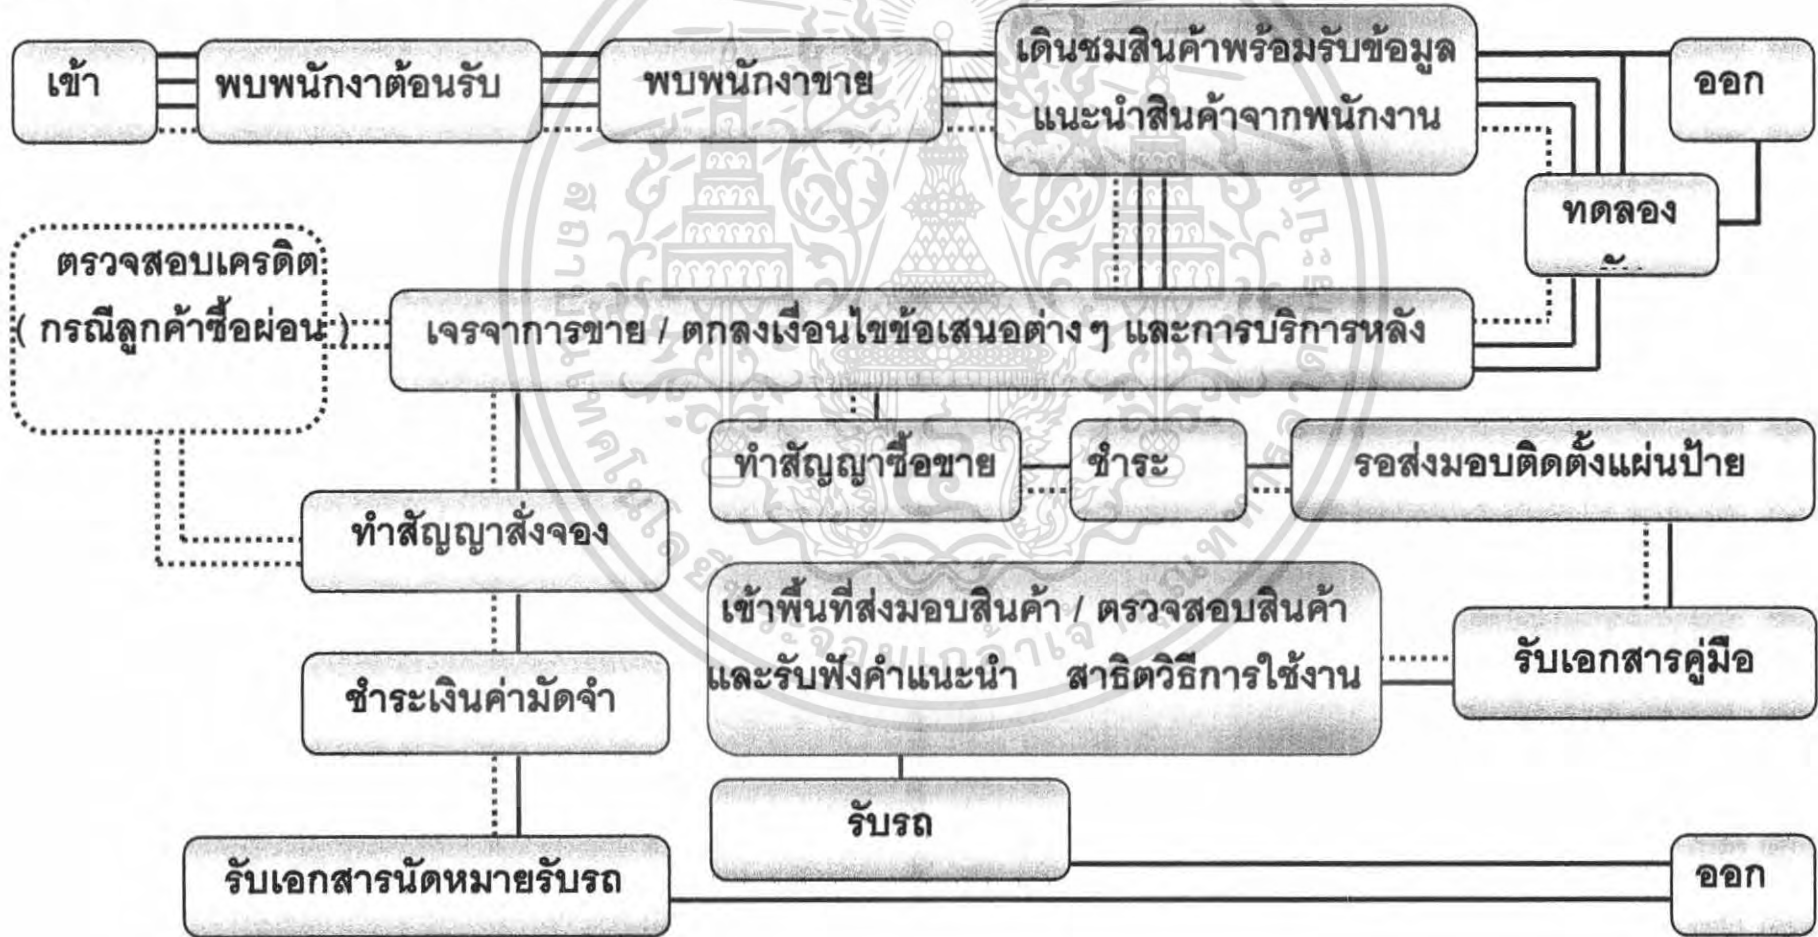 เข้า
พบพนักงาต้อนรับ
พบพนักงาขาย
เดินชมสินค้าพร้อมรับข้อมูล
แนะนำสินค้าจากพนักงาน
ออก
ทดลอง
ตรวจสอบเครดิต
( กรณีลูกค้าซื้อผ่อน )
เจรจาการขาย / ตกลงเงื่อนไขข้อเสนอต่างๆ และการบริการหลัง
ทำสัญญาซื้อขาย
ชำระ
รอส่งมอบติดตั้งแผ่นป้าย
ทำสัญญาสั่งจอง
เข้าพื้นที่ส่งมอบสินค้า / ตรวจสอบสินค้า
และรับฟังคำแนะนำ สาธิตวิธีการใช้งาน
รับเอกสารคู่มือ
ชำระเงินค่ามัดจำ
รับรถ
รับเอกสารนัดหมายรับรถ
ออก